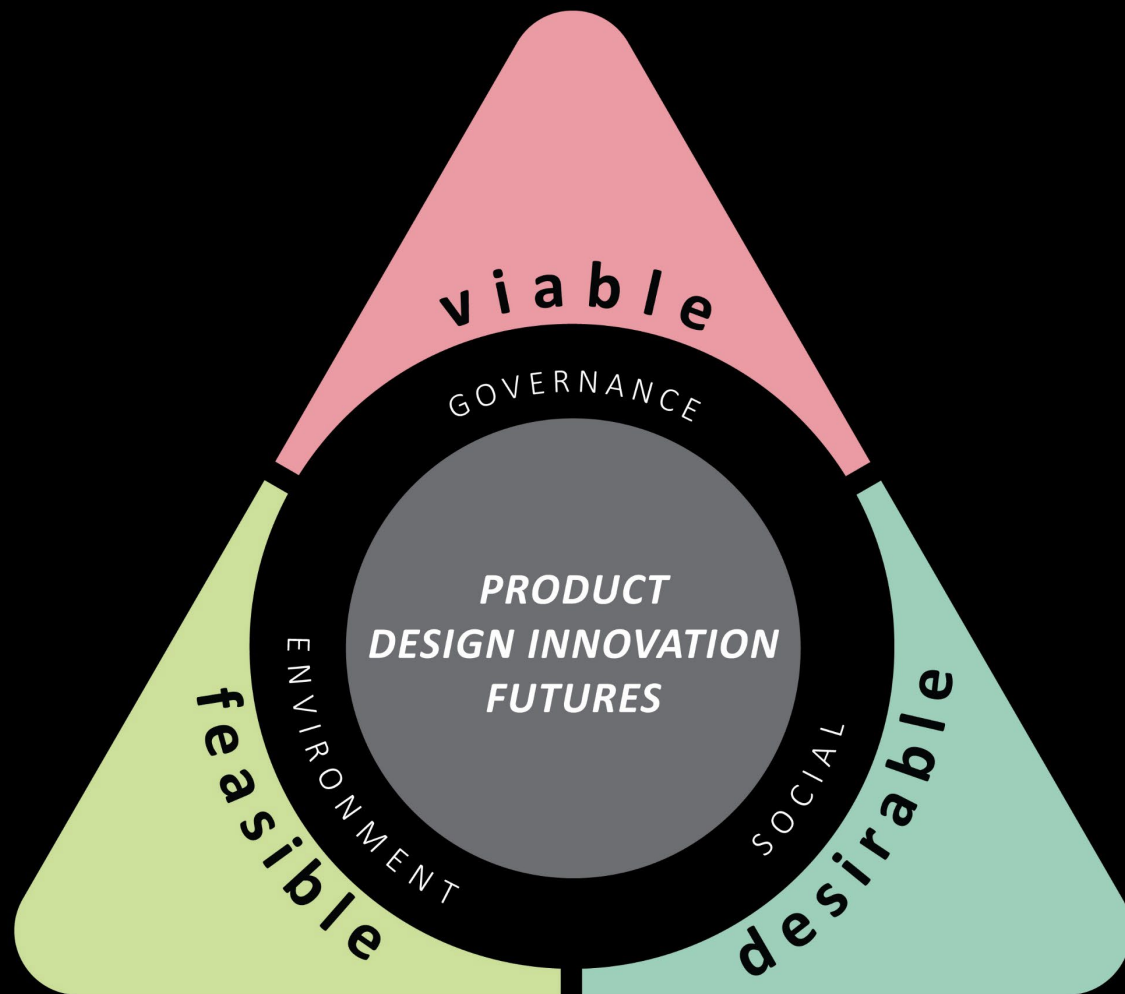 viable
GOVERNANCE
PRODUCT
DESIGN INNOVATION
FUTURES
ENVIRONMENT
feasible
SOCIAL
desirable